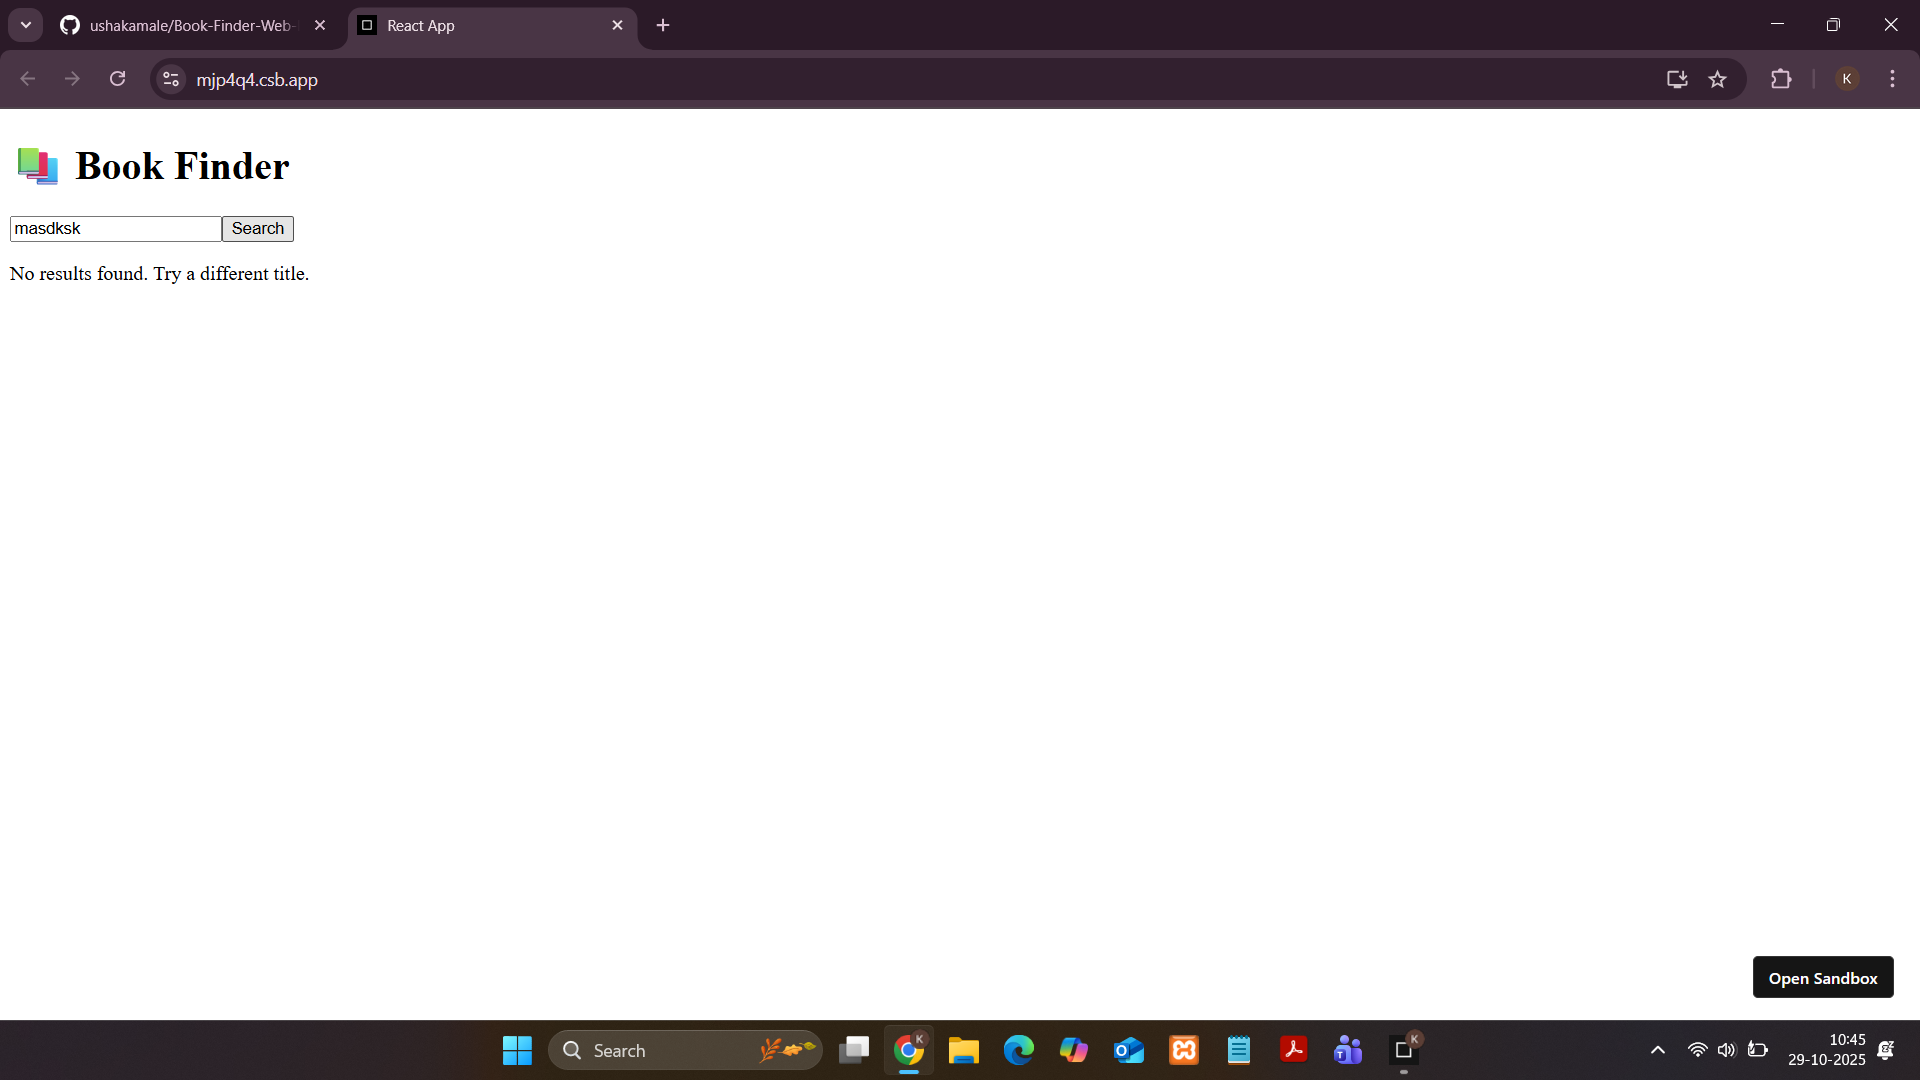 ushakamale/Book-Finder-Web-
React App
mjp4q4.csb.app
K
Book Finder
masdksk
Search
No results found. Try a different title.
Open Sandbox
Search
K
K
10:45
29-10-2025